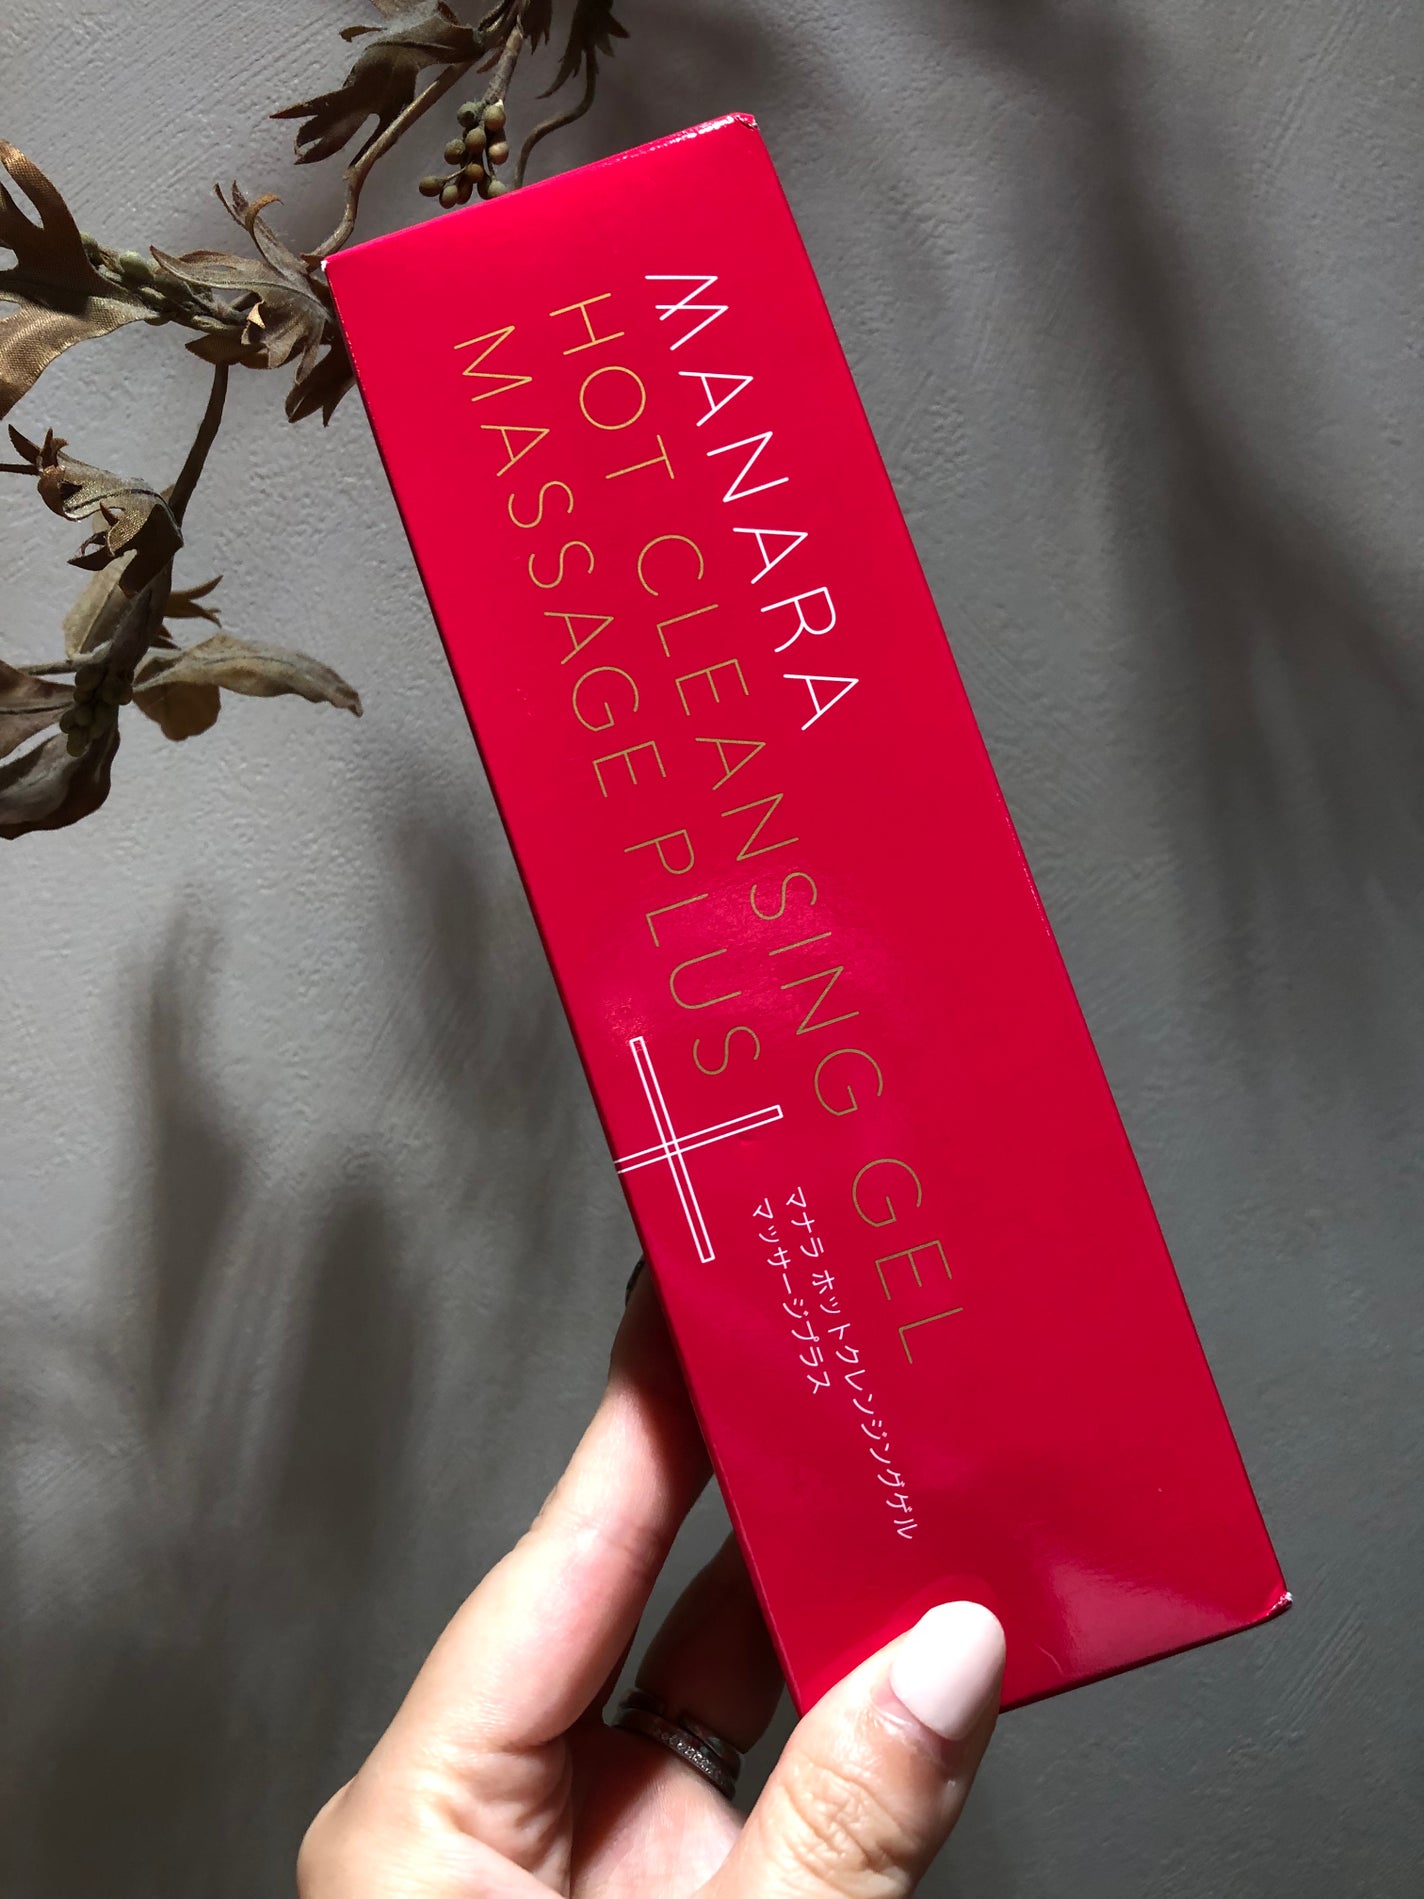 MANARA
HOT CLEANSING GEL
MASSAGE PLUS
マナラ ホットクレンジングゲル
マッサージプラス